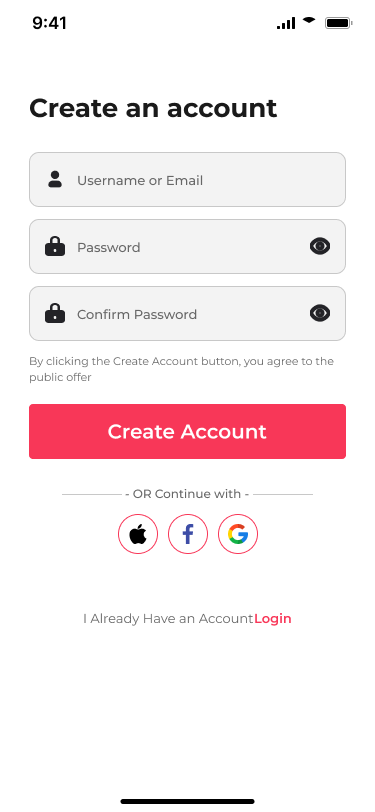 9:41
Create an account
Username or Email
Password
Confirm Password
By clicking the Create Account button, you agree to the
public offer
Create Account
- OR Continue with -
I Already Have an AccountLogin